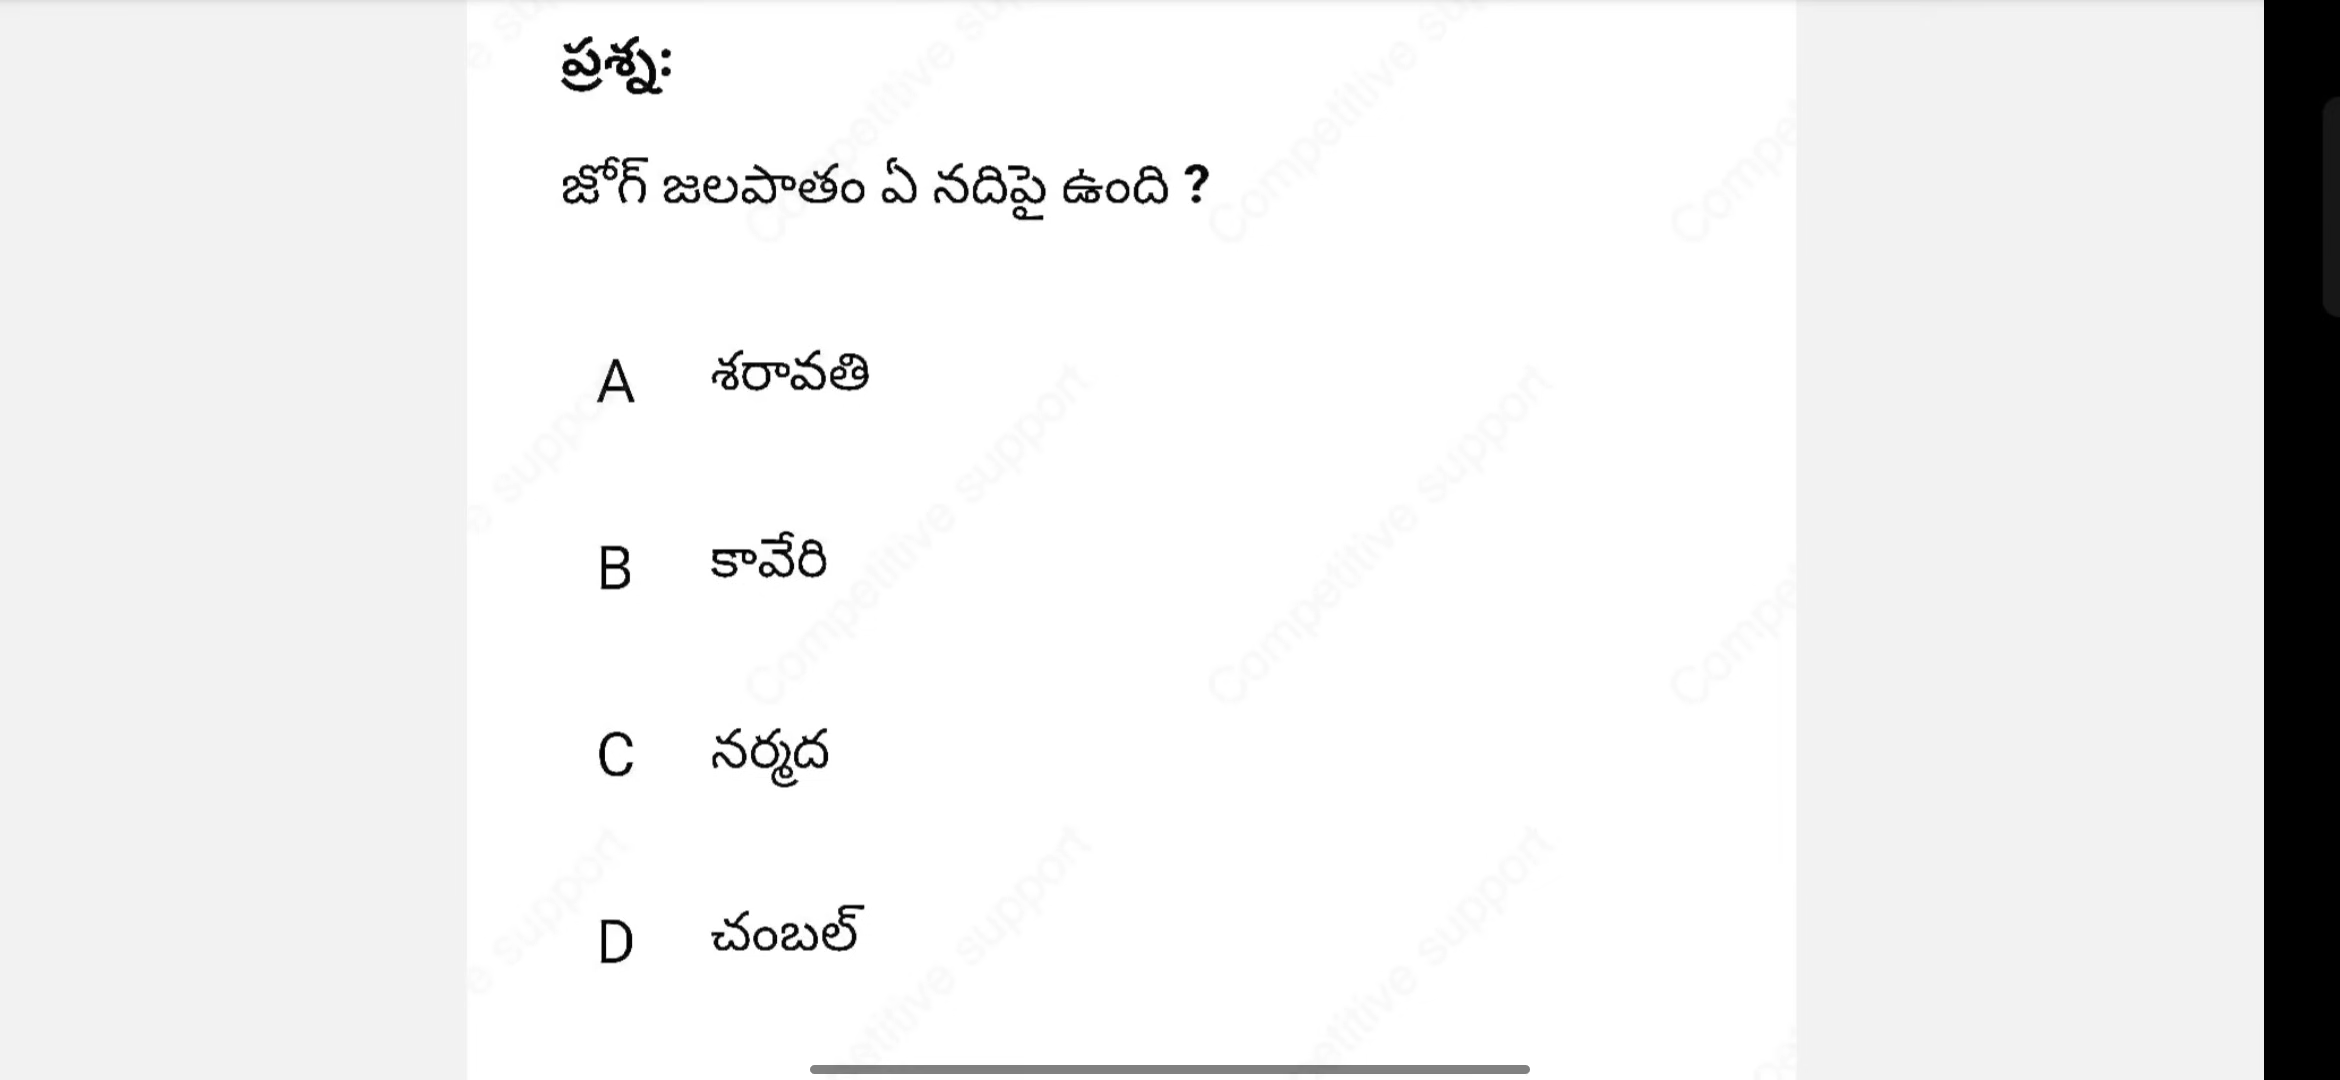 ప్రశ్న:
జోగ్ జలపాతం ఏ నదిపై ఉంది ?
A శరావతి
B కావేరి
C నర్మద
D చంబల్